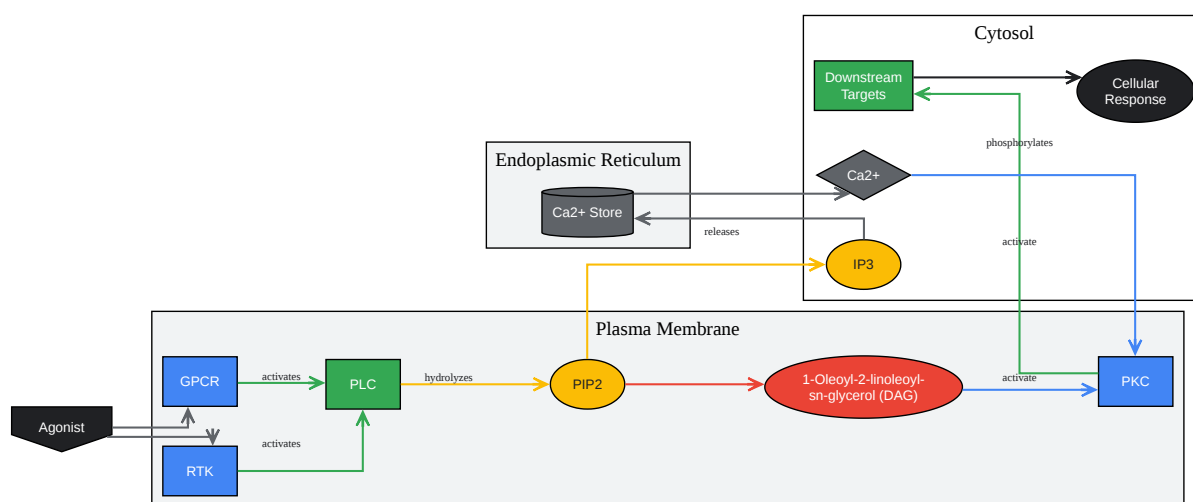 Cytosol
Downstream
Targets
Cellular
Response
phosphorylates
Endoplasmic Reticulum
Ca2+
Ca2+ Store
releases
activate
IP3
Plasma Membrane
GPCR
activates
PLC
hydrolyzes
PIP2
1-Oleoyl-2-linoleoyl-
sn-glycerol (DAG)
activate
PKC
Agonist
activates
RTK